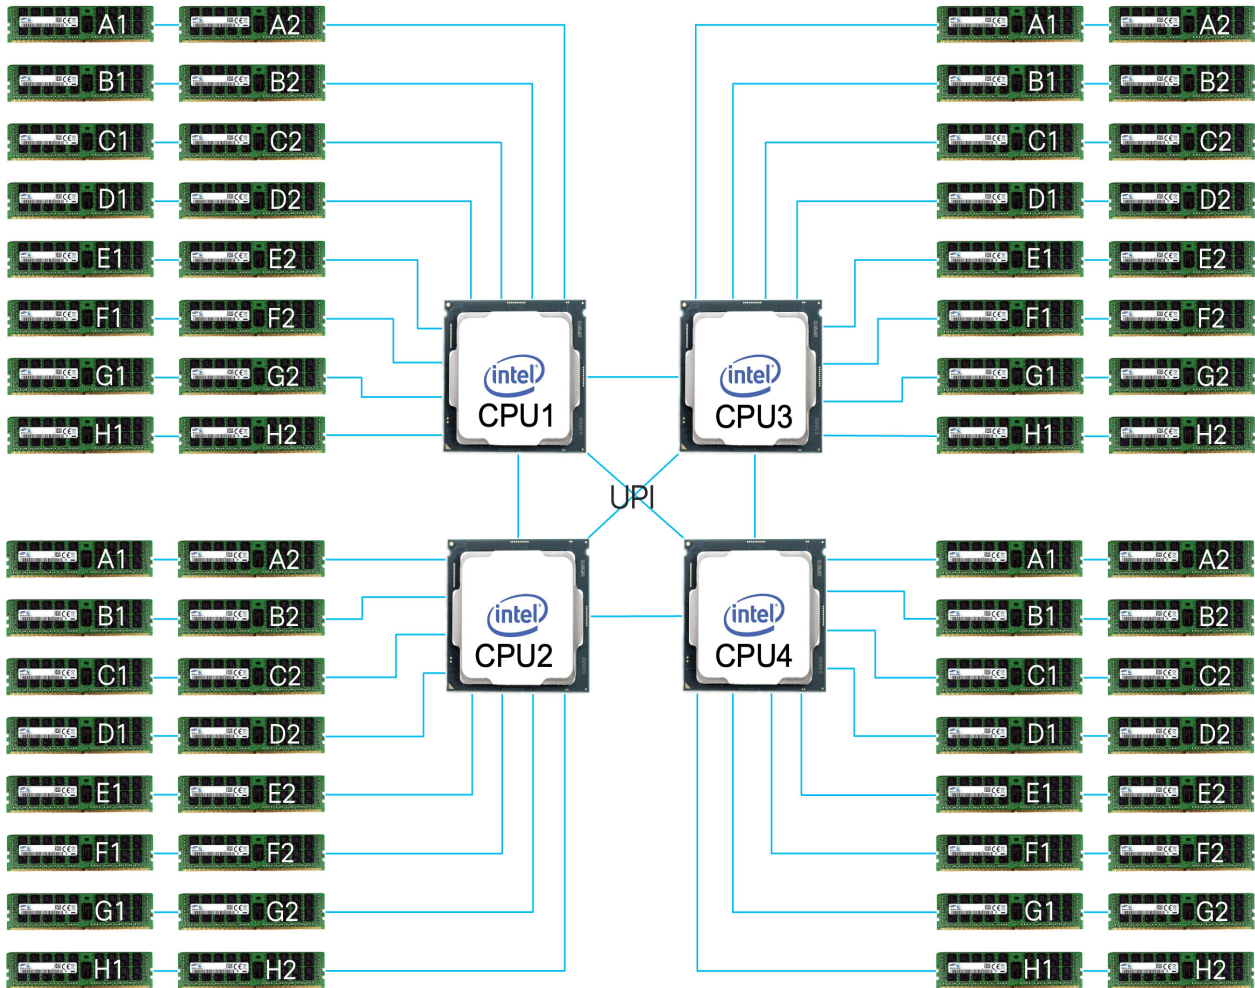 A1 A2 A1 A2
B1 B2 B1 B2
C1 C2 C1 C2
D1 D2 D1 D2
E1 E2 E1 E2
F1 F2 F1 F2
G1 G2 G1 G2
H1 H2 H1 H2
intel intel
CPU1 CPU3
UPI
A1 A2 A1 A2
B1 B2 B1 B2
C1 C2 C1 C2
D1 D2 D1 D2
intel intel
CPU2 CPU4
E1 E2 E1 E2
F1 F2 F1 F2
G1 G2 G1 G2
H1 H2 H1 H2